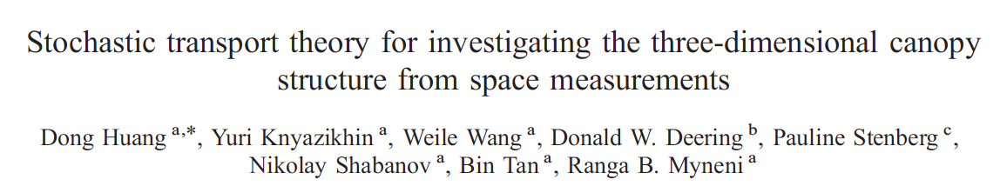 Stochastic transport theory for investigating the three-dimensional canopy
structure from space measurements
Dong Huang a,*, Yuri Knyazikhin a, Weile Wang a, Donald W. Deering b, Pauline Stenberg c,
Nikolay Shabanov a, Bin Tan a, Ranga B. Myneni a